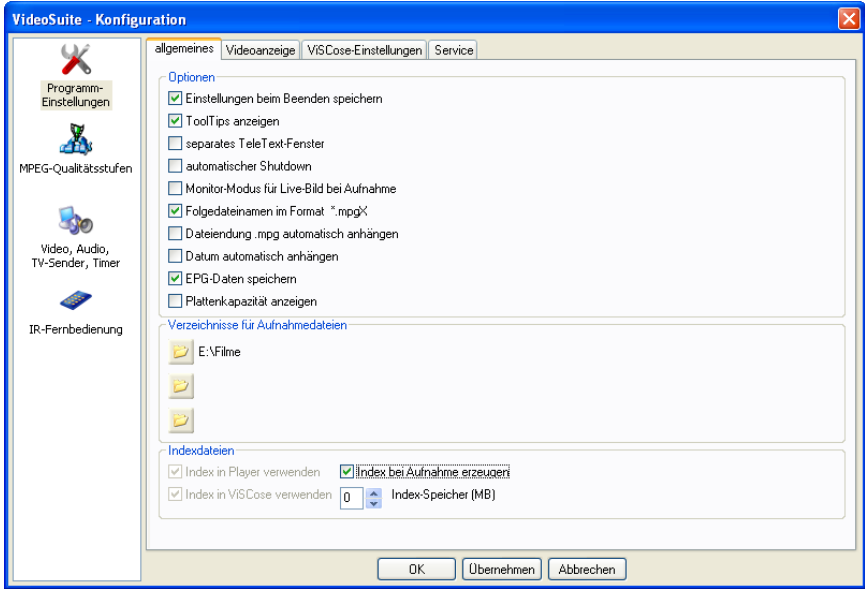 VideoSuite - Konfiguration
Programm-
Einstellungen
MPEG-Qualitätsstufen
Video, Audio,
TV-Sender, Timer
IR-Fernbedienung
allgemeines Videoanzeige ViSCose-Einstellungen Service
Optionen
Einstellungen beim Beenden speichern
ToolTips anzeigen
separates TeleText-Fenster
automatischer Shutdown
Monitor-Modus für Live-Bild bei Aufnahme
Folgedateinamen im Format *.mpgX
Dateiendung .mpg automatisch anhängen
Datum automatisch anhängen
EPG-Daten speichern
Plattenkapazität anzeigen
Verzeichnisse für Aufnahmedateien
E:\Filme
Indexdateien
Index in Player verwenden Index bei Aufnahme erzeugen
Index in ViSCose verwenden 0 Index-Speicher (MB)
OK Übernehmen Abbrechen